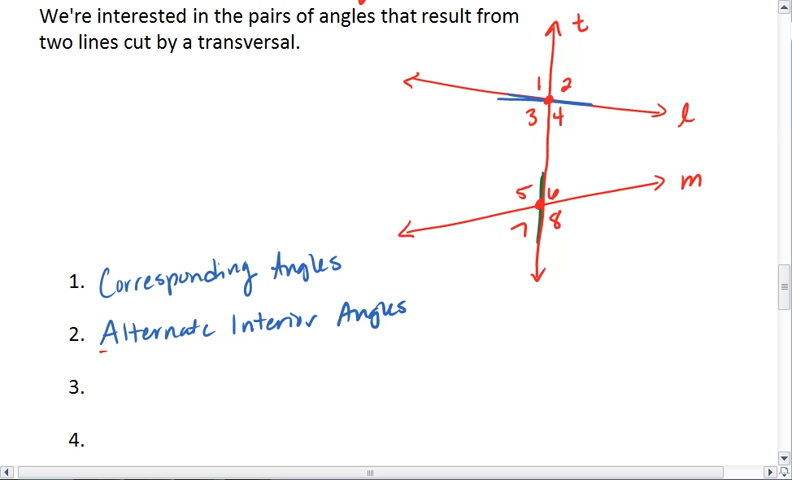 We're interested in the pairs of angles that result from
two lines cut by a transversal.
t
1 2
3 4
l
5 6
m
7 8
1. Corresponding Angles
2. Alternate Interior Angles
3.
4.